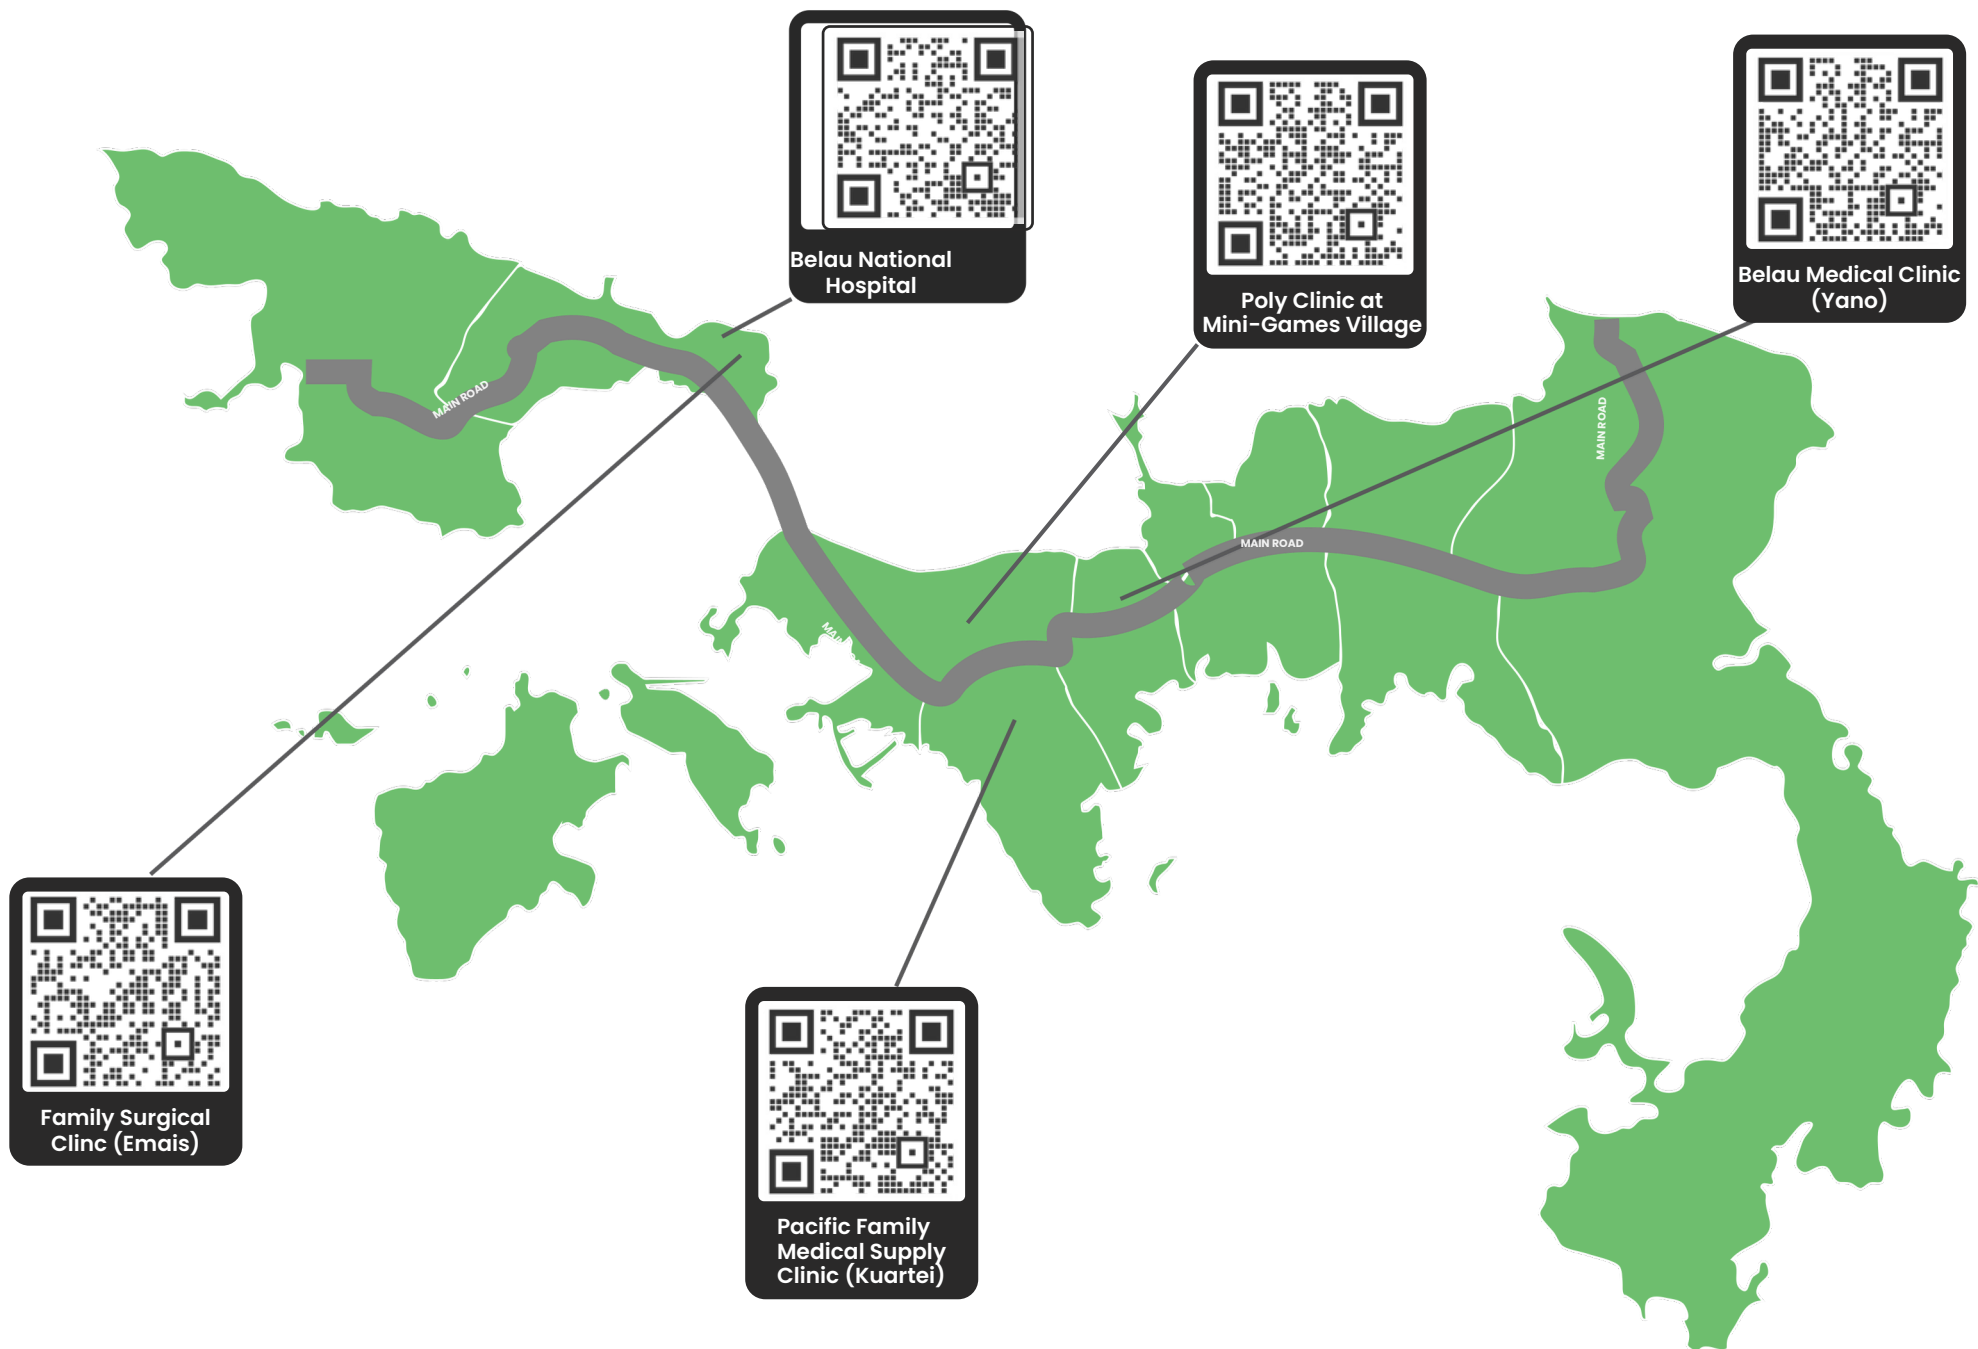 Belau National
Hospital
Poly Clinic at
Mini-Games Village
Belau Medical Clinic
(Yano)
MAIN ROAD
MAIN ROAD
MAIN ROAD
MAIN
Family Surgical
Clinc (Emais)
Pacific Family
Medical Supply
Clinic (Kuartei)